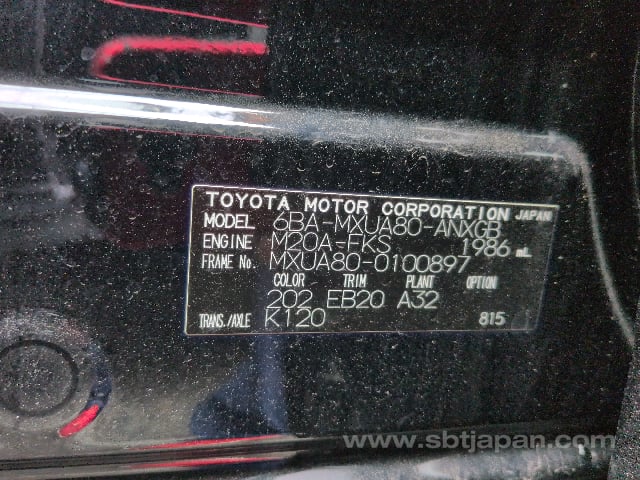 TOYOTA MOTOR CORPORATION JAPAN
MODEL 6BA-MXUA80-ANXGB
ENGINE M20A-FKS 1986 mL
FRAME No. MXUA80-0100897
COLOR TRIM PLANT OPTION
202 EB20 A32
TRANS./AXLE K120 815
www.sbtjapan.com